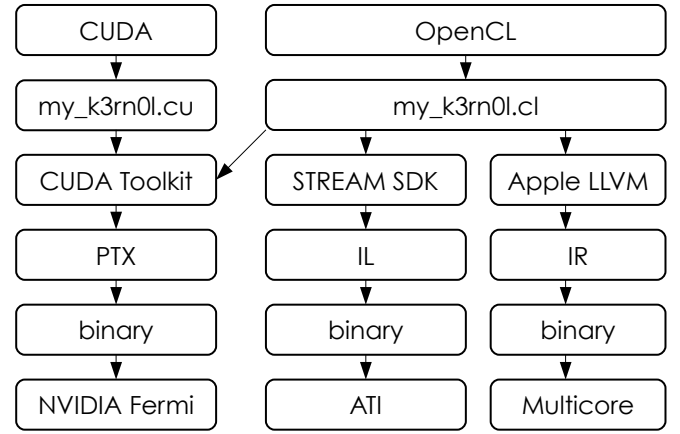 CUDA
OpenCL
my_k3rn0l.cu
my_k3rn0l.cl
CUDA Toolkit
STREAM SDK
Apple LLVM
PTX
IL
IR
binary
binary
binary
NVIDIA Fermi
ATI
Multicore